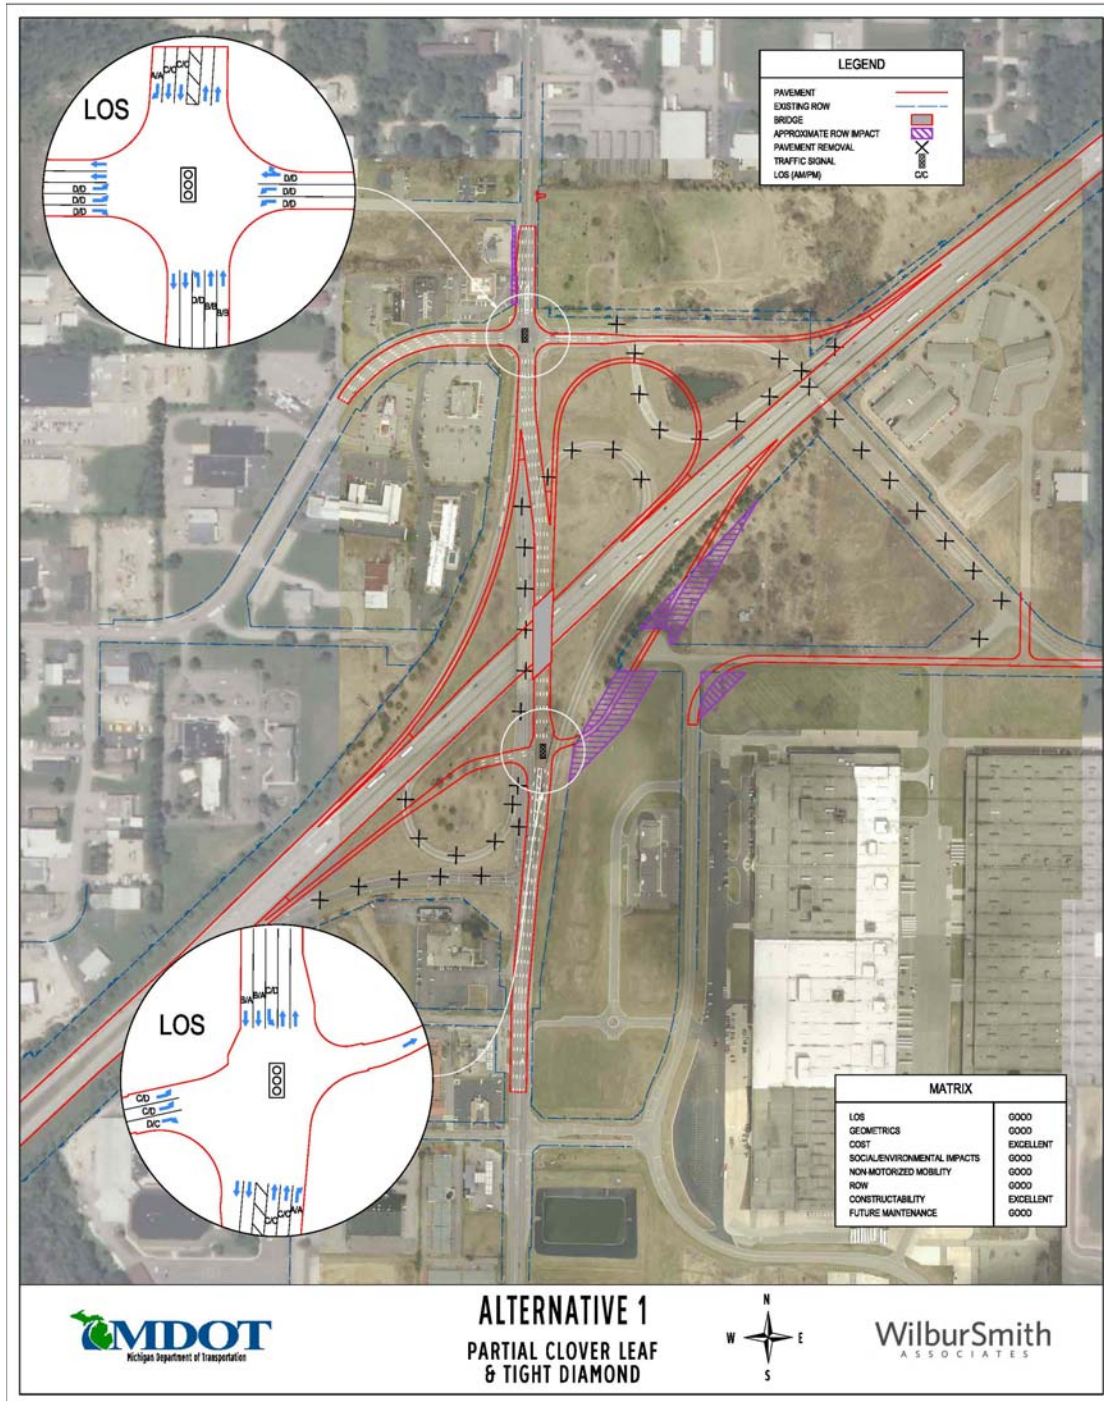 LOS
A/A
C/C
C/C
D/D
D/D
D/D
D/D
D/D
D/D
D/D
B/B
B/B
LEGEND
PAVEMENT
EXISTING ROW
BRIDGE
APPROXIMATE ROW IMPACT
PAVEMENT REMOVAL
TRAFFIC SIGNAL
LOS (AM/PM) C/C
LOS
B/A
B/A
C/D
C/D
C/D
D/C
C/C
C/C
A/A
MATRIX
LOS GOOD
GEOMETRICS GOOD
COST EXCELLENT
SOCIAL/ENVIRONMENTAL IMPACTS GOOD
NON-MOTORIZED MOBILITY GOOD
ROW GOOD
CONSTRUCTABILITY EXCELLENT
FUTURE MAINTENANCE GOOD
MDOT
Michigan Department of Transportation
ALTERNATIVE 1
PARTIAL CLOVER LEAF
& TIGHT DIAMOND
N
W E
S
WilburSmith
ASSOCIATES